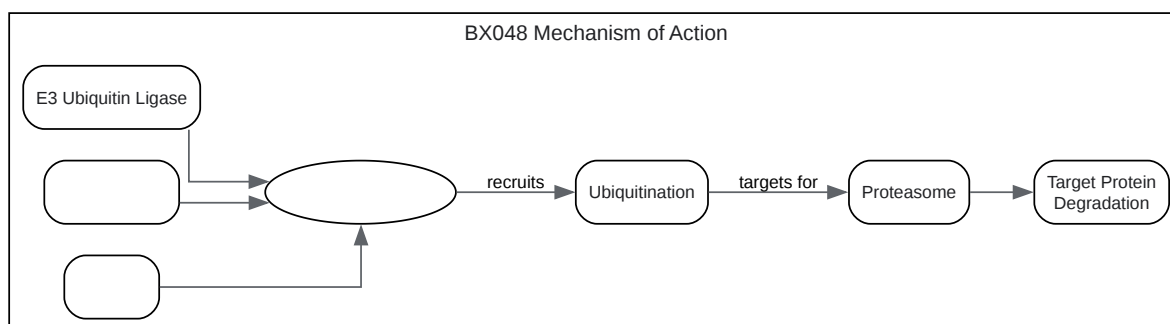 BX048 Mechanism of Action
E3 Ubiquitin Ligase
recruits
Ubiquitination
targets for
Proteasome
Target Protein
Degradation